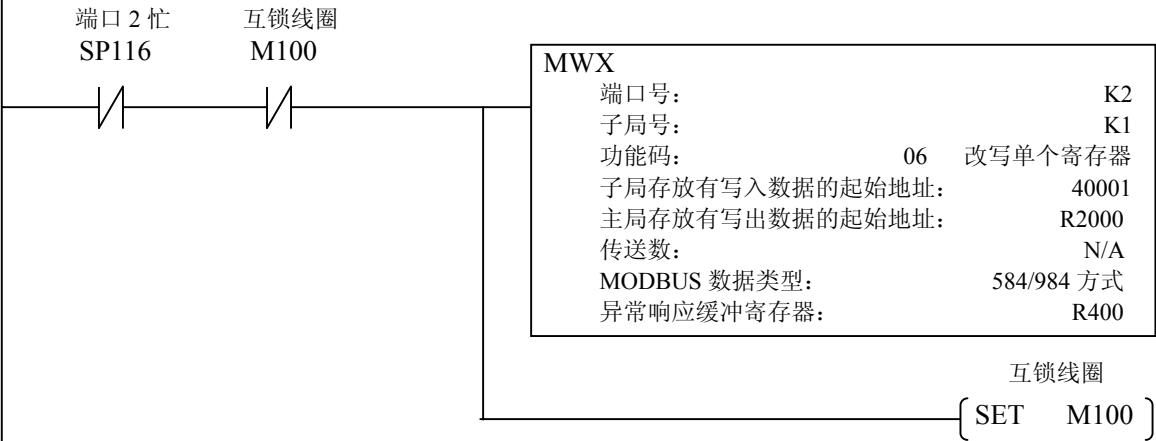 端口 2 忙 互锁线圈
SP116 M100
MWX
端口号： K2
子局号： K1
功能码： 06 改写单个寄存器
子局存放有写入数据的起始地址： 40001
主局存放有写出数据的起始地址： R2000
传送数： N/A
MODBUS 数据类型： 584/984 方式
异常响应缓冲寄存器： R400
互锁线圈
SET M100